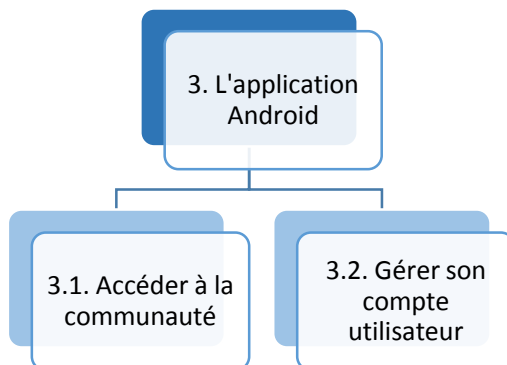 3. L'application
Android
3.1. Accéder à la
communauté
3.2. Gérer son
compte
utilisateur